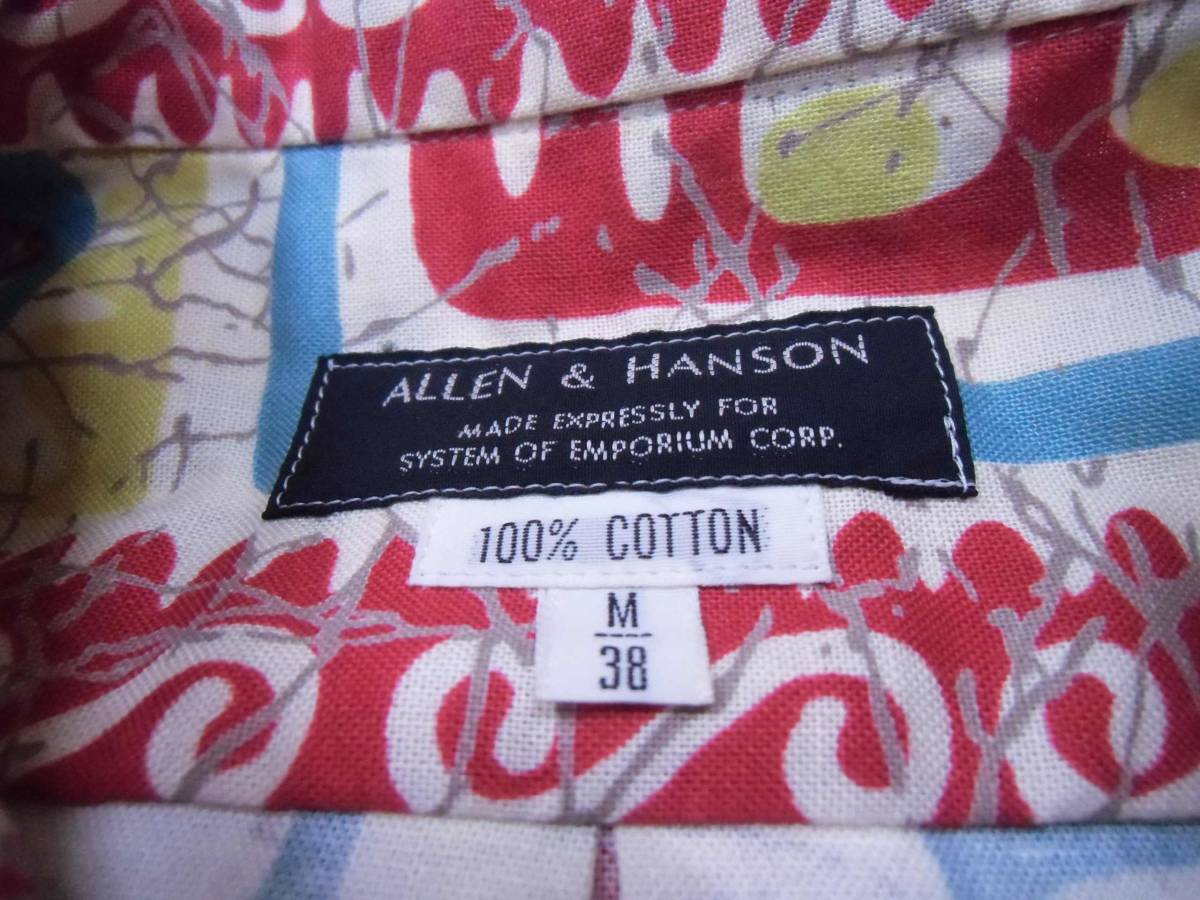 ALLEN & HANSON
MADE EXPRESSLY FOR
SYSTEM OF EMPORIUM CORP.
100% COTTON
M
38